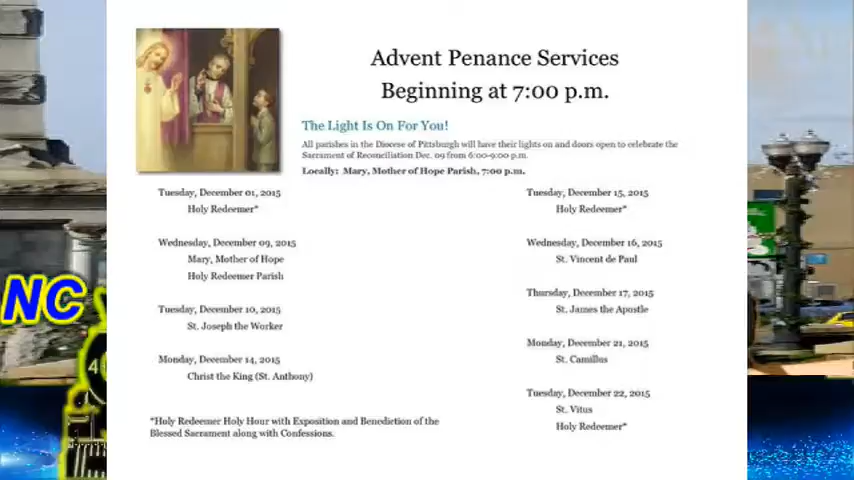 Advent Penance Services
Beginning at 7:00 p.m.
The Light Is On For You!
All parishes in the Diocese of Pittsburgh will have their lights on and doors open to celebrate the
Sacrament of Reconciliation Dec. 09 from 6:00-9:00 p.m.
Locally: Mary, Mother of Hope Parish, 7:00 p.m.
Tuesday, December 01, 2015
Holy Redeemer*
Wednesday, December 09, 2015
Mary, Mother of Hope
Holy Redeemer Parish
Tuesday, December 10, 2015
St. Joseph the Worker
Monday, December 14, 2015
Christ the King (St. Anthony)
*Holy Redeemer Holy Hour with Exposition and Benediction of the
Blessed Sacrament along with Confessions.
Tuesday, December 15, 2015
Holy Redeemer*
Wednesday, December 16, 2015
St. Vincent de Paul
Thursday, December 17, 2015
St. James the Apostle
Monday, December 21, 2015
St. Camillus
Tuesday, December 22, 2015
St. Vitus
Holy Redeemer*
NC